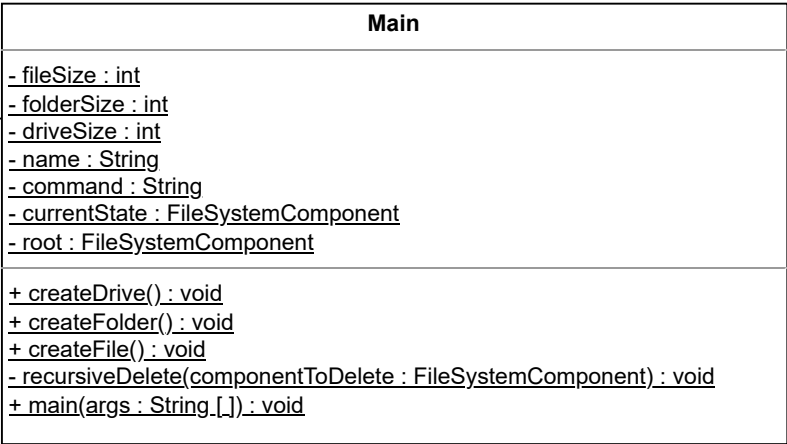 Main
- fileSize : int
- folderSize : int
- driveSize : int
- name : String
- command : String
- currentState : FileSystemComponent
- root : FileSystemComponent
+ createDrive() : void
+ createFolder() : void
+ createFile() : void
- recursiveDelete(componentToDelete : FileSystemComponent) : void
+ main(args : String [ ]) : void